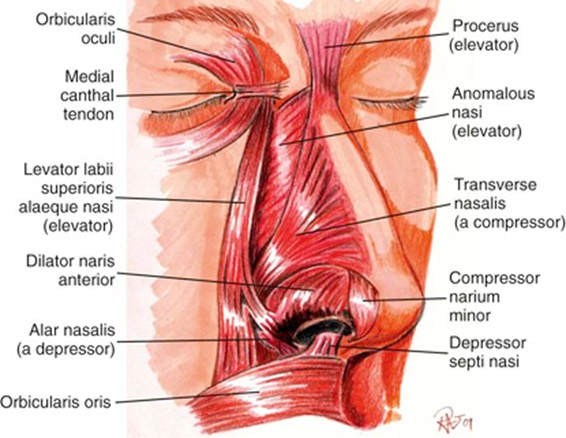 Orbicularis
oculi
Medial
canthal
tendon
Levator labii
superioris
alaeque nasi
(elevator)
Dilator naris
anterior
Alar nasalis
(a depressor)
Orbicularis oris
Procerus
(elevator)
Anomalous
nasi
(elevator)
Transverse
nasalis
(a compressor)
Compressor
narium
minor
Depressor
septi nasi